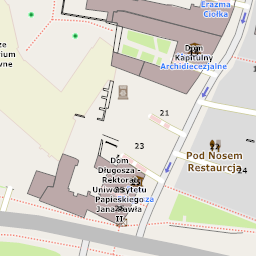 Erazma
Ciołka
Dom
Kapitulny
Archidiecezjalne
21
23
Pod Nosem
Restauracja
24
Dom
Długosza -
Rektorat
Uniwersytetu
Papieskiego
Jana Pawła
II